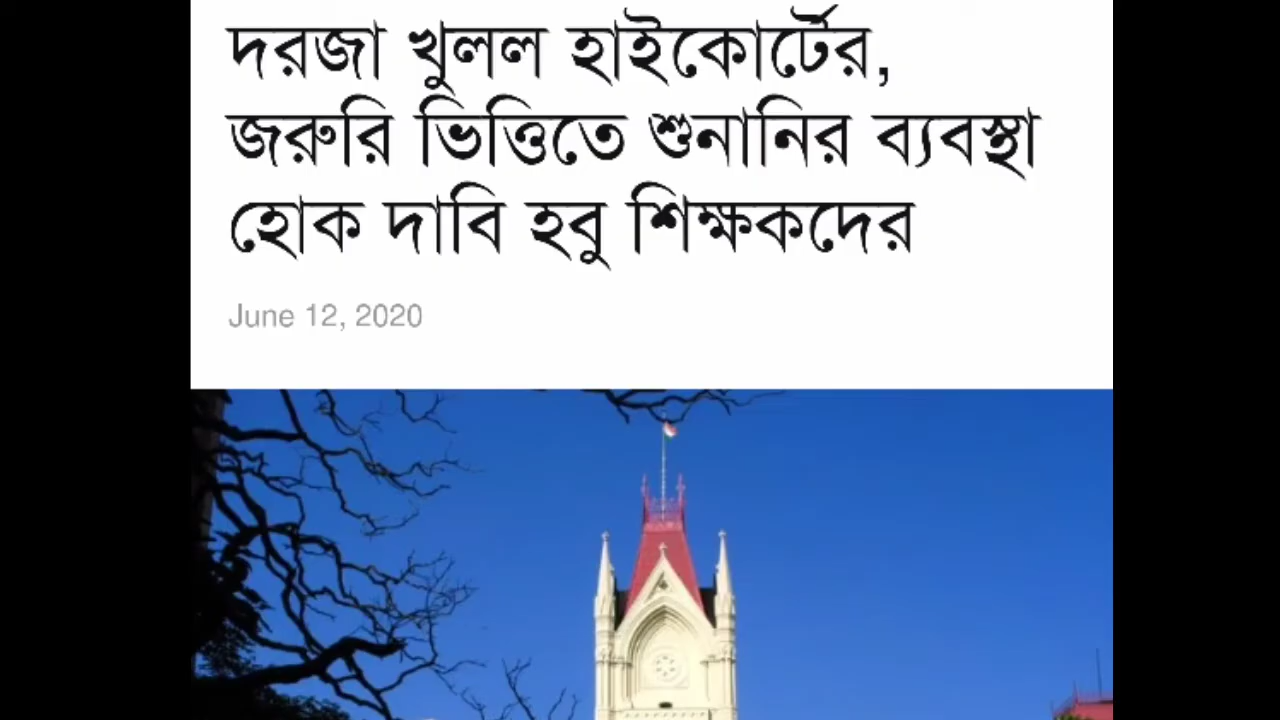 দরজা খুলল হাইকোর্টের,
জরুরি ভিত্তিতে শুনানির ব্যবস্থা
হোক দাবি হবু শিক্ষকদের
June 12, 2020